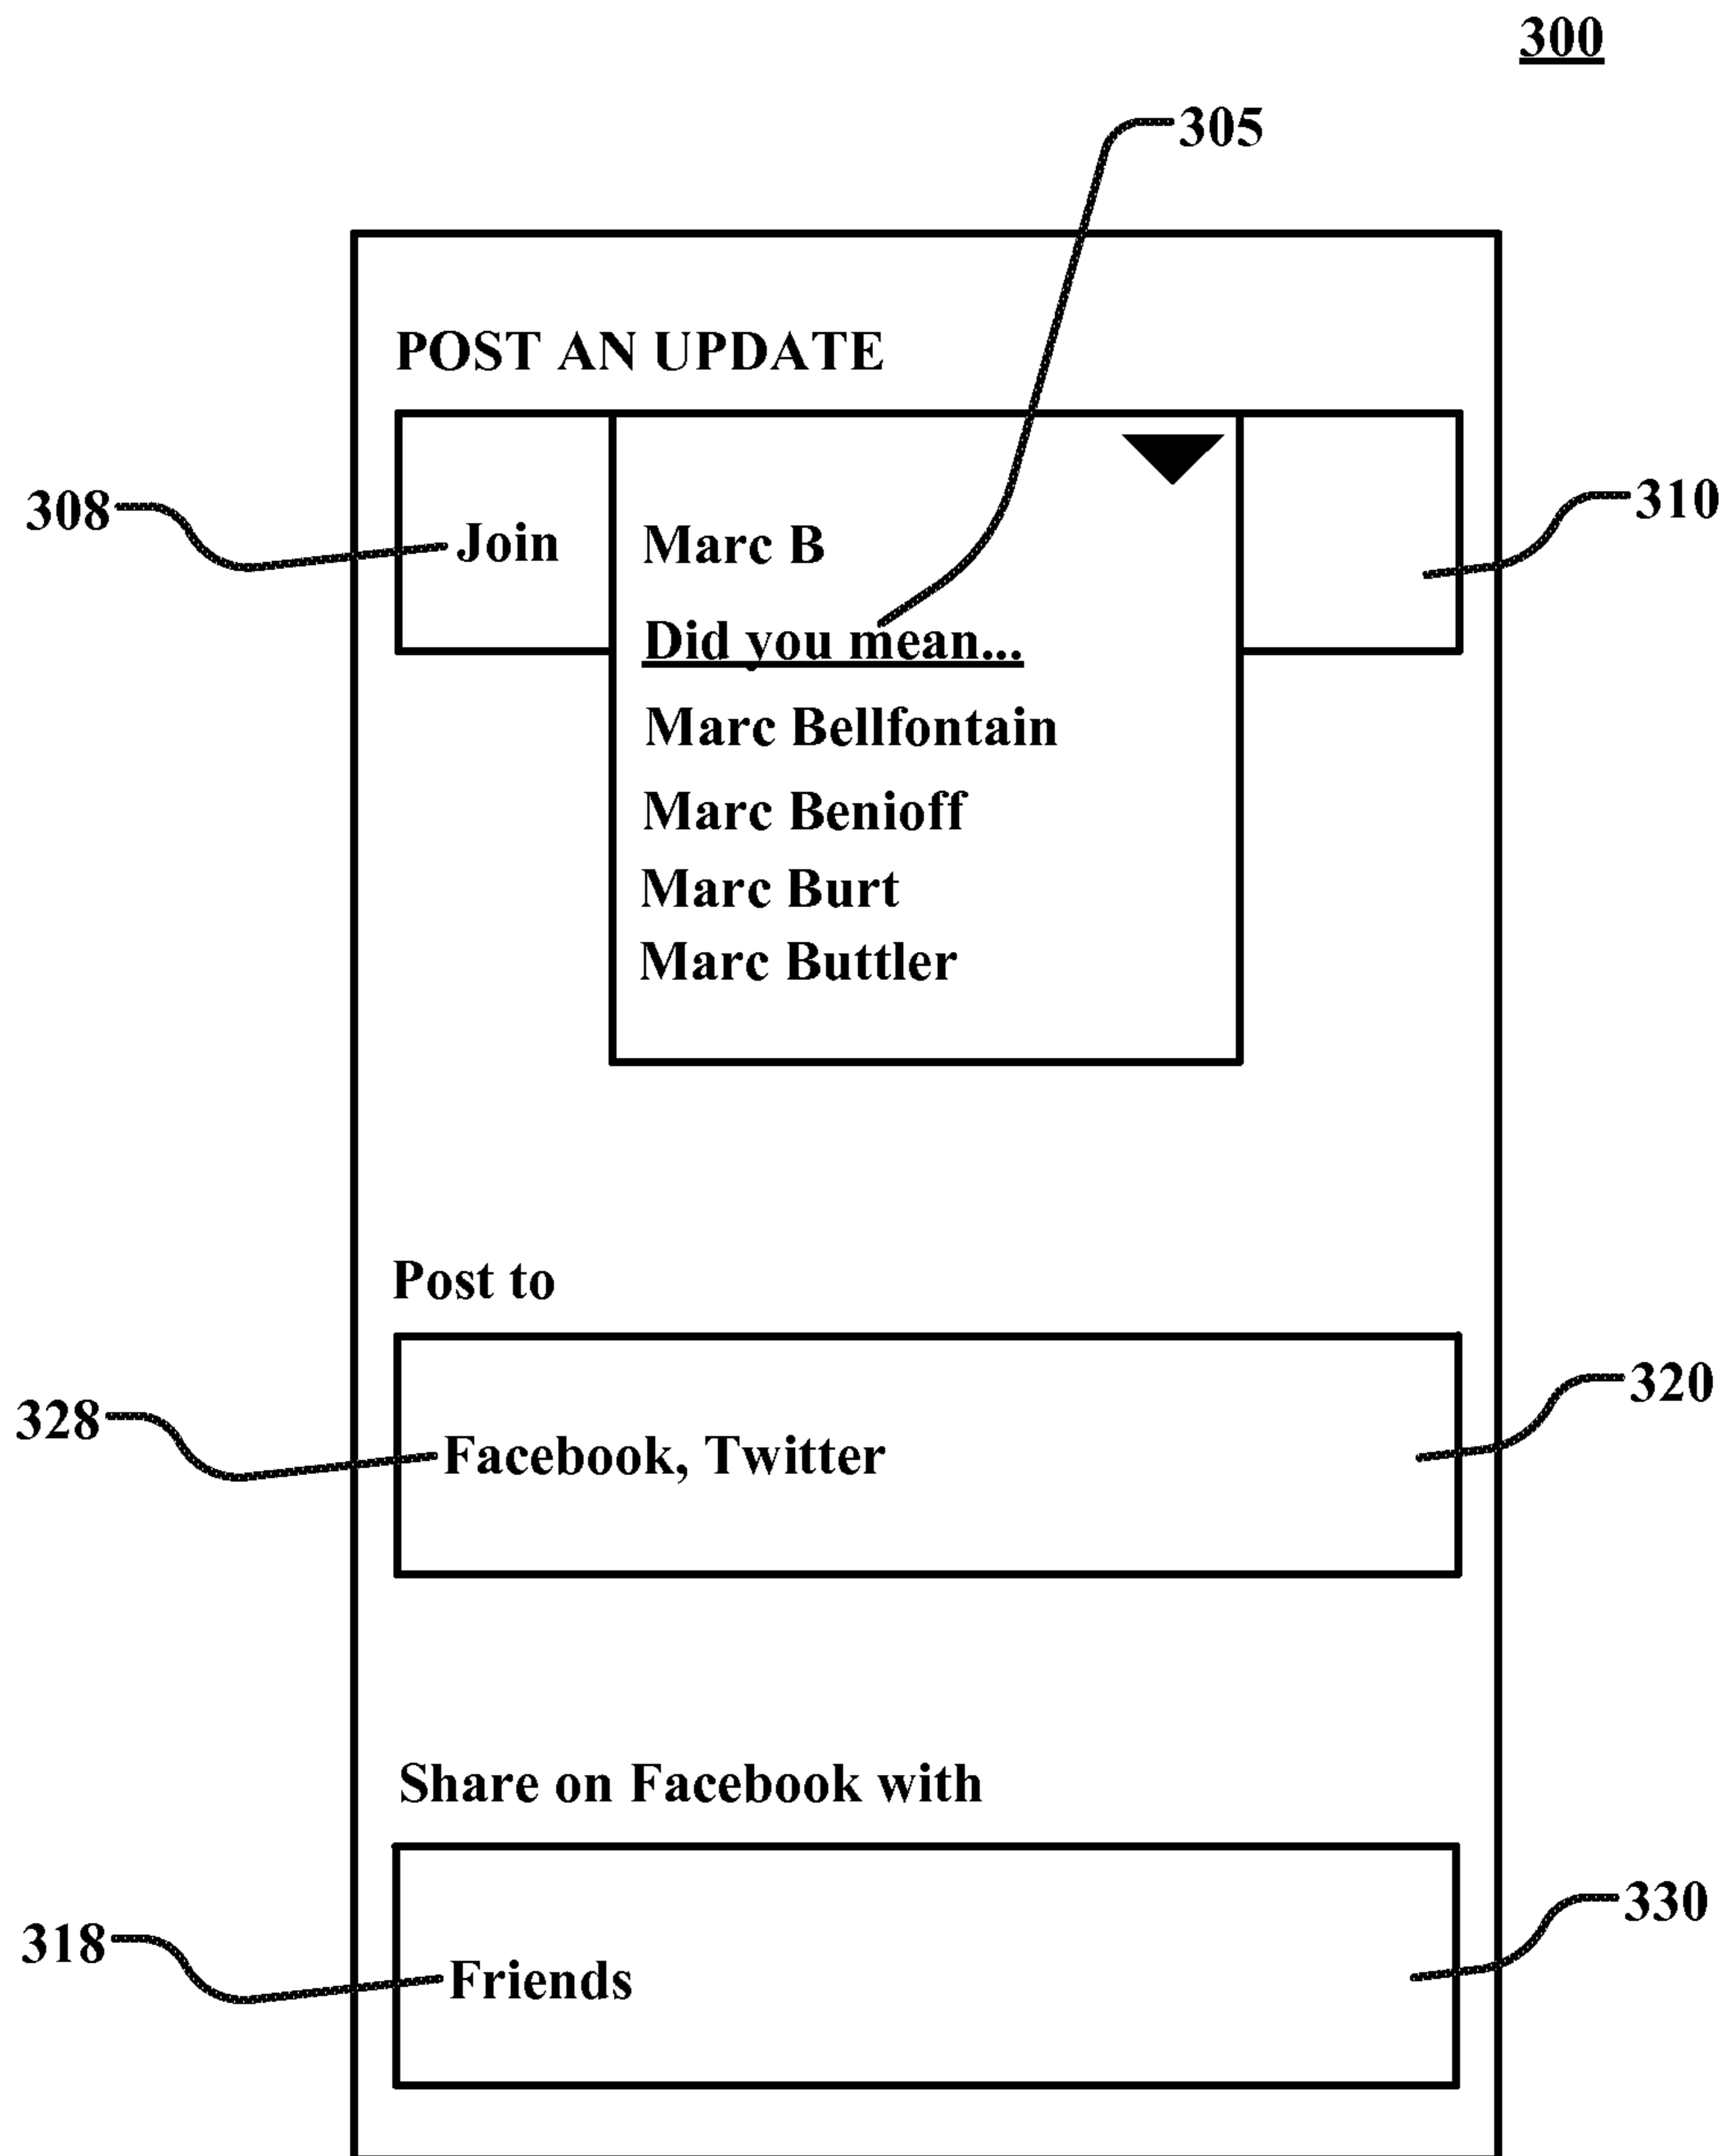 300
305
POST AN UPDATE
308
Join
Marc B
310
Did you mean...
Marc Bellfontain
Marc Benioff
Marc Burt
Marc Buttler
Post to
328
Facebook, Twitter
320
Share on Facebook with
318
Friends
330